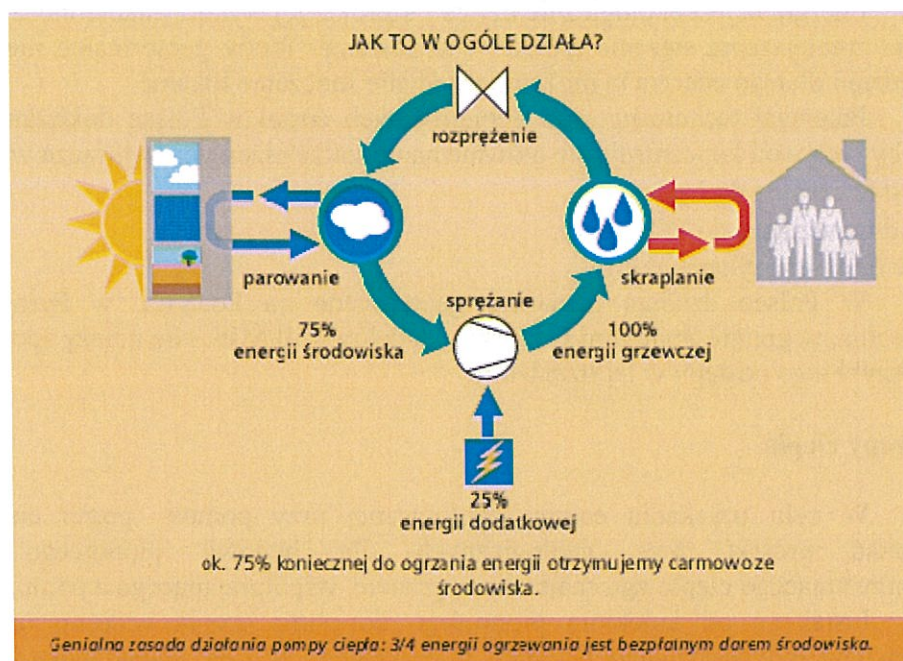 JAK TO W OGÓLE DZIAŁA?
rozprężenie
parowanie
skraplanie
sprężanie
75%
energii środowiska
100%
energii grzewczej
25%
energii dodatkowej
ok. 75% koniecznej do ogrzania energii otrzymujemy carmowoze
środowiska.
Genialna zasada działania pompy ciepła: 3/4 energii ogrzewania jest bezpłatnym darem środowiska.